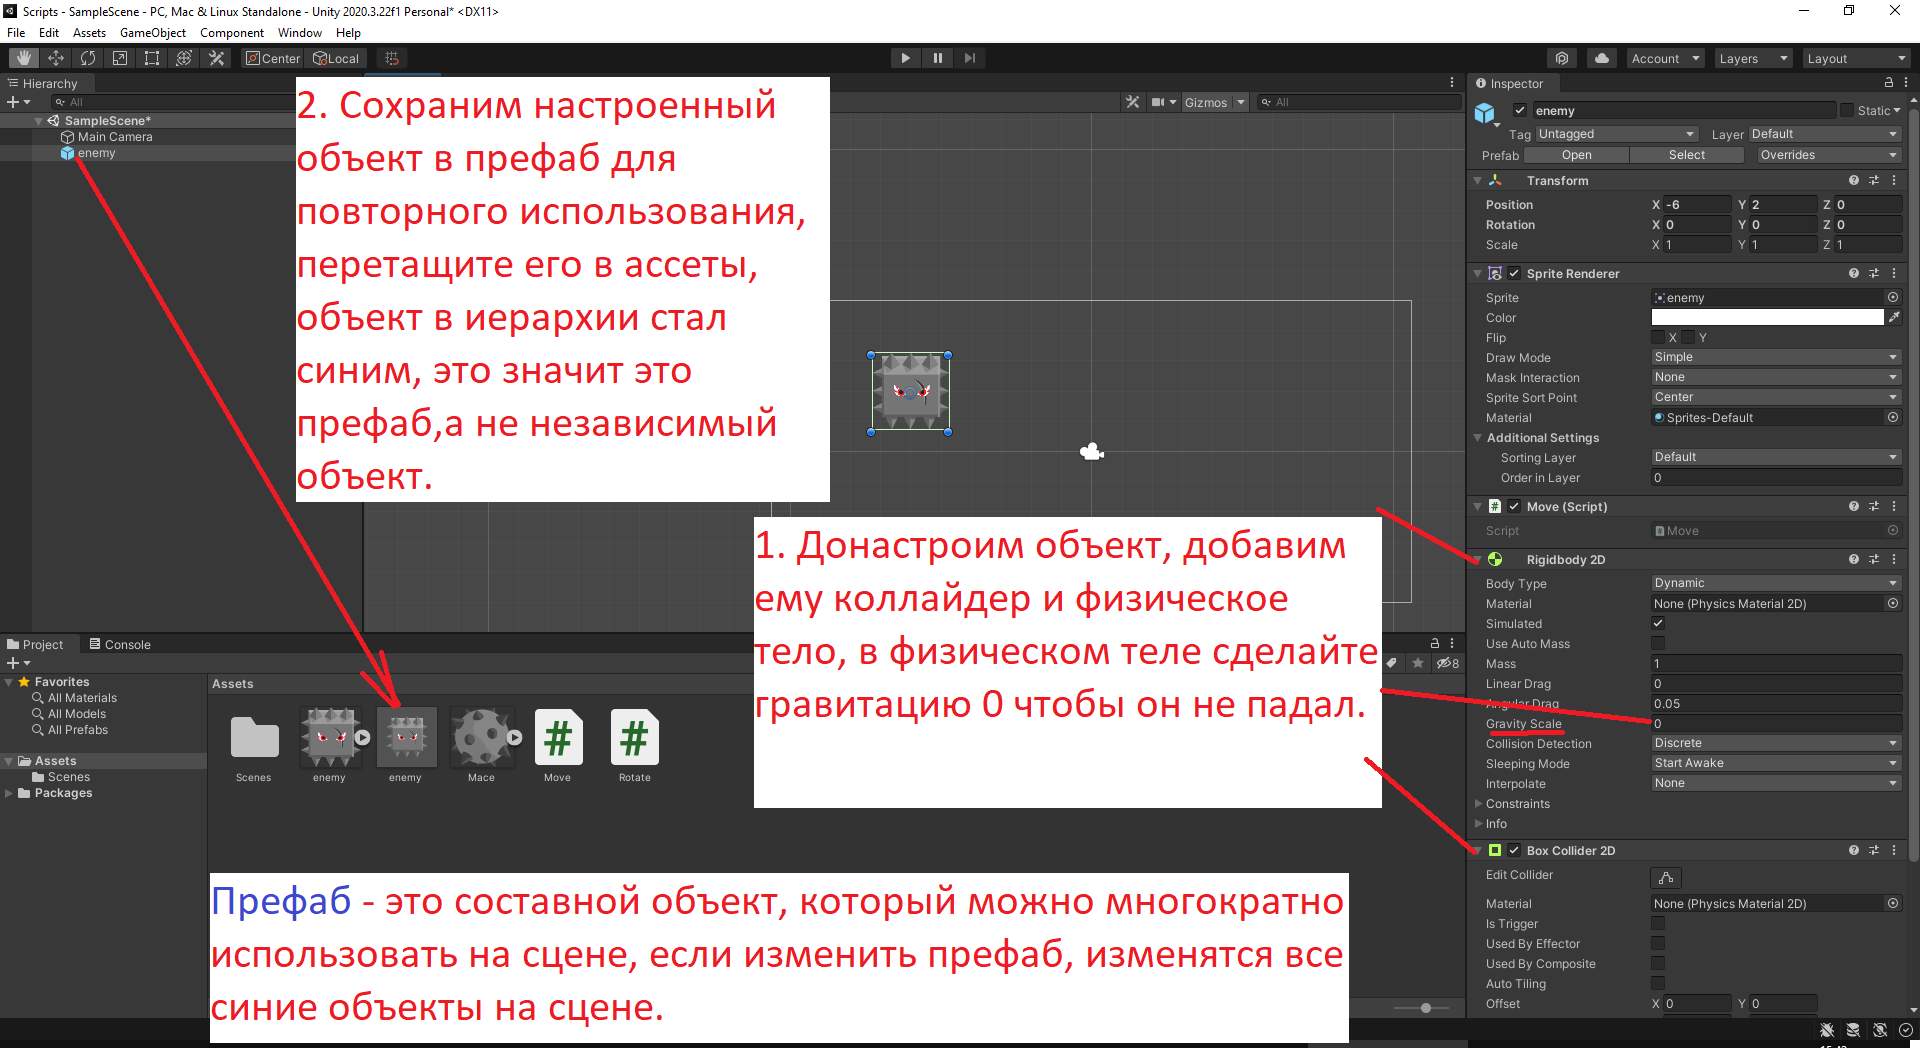 Scripts - SampleScene - PC, Mac & Linux Standalone - Unity 2020.3.22f1 Personal* <DX11>
File Edit Assets GameObject Component Window Help
Center Local
Account Layers Layout
Hierarchy
All
SampleScene*
Main Camera
enemy
Gizmos All
2. Сохраним настроенный
объект в префаб для
повторного использования,
перетащите его в ассеты,
объект в иерархии стал
синим, это значит это
префаб,а не независимый
объект.
1. Донастроим объект, добавим
ему коллайдер и физическое
тело, в физическом теле сделайте
гравитацию 0 чтобы он не падал.
Project Console
8
Favorites
All Materials
All Models
All Prefabs
Assets
Scenes
Packages
Assets
Scenes enemy enemy Mace Move Rotate
Префаб - это составной объект, который можно многократно
использовать на сцене, если изменить префаб, изменятся все
синие объекты на сцене.
Inspector
enemy Static
Tag Untagged Layer Default
Prefab Open Select Overrides
Transform
Position X -6 Y 2 Z 0
Rotation X 0 Y 0 Z 0
Scale X 1 Y 1 Z 1
Sprite Renderer
Sprite enemy
Color
Flip X Y
Draw Mode Simple
Mask Interaction None
Sprite Sort Point Center
Material Sprites-Default
Additional Settings
Sorting Layer Default
Order in Layer 0
Move (Script)
Script Move
Rigidbody 2D
Body Type Dynamic
Material None (Physics Material 2D)
Simulated
Use Auto Mass
Mass 1
Linear Drag 0
Angular Drag 0.05
Gravity Scale 0
Collision Detection Discrete
Sleeping Mode Start Awake
Interpolate None
Constraints
Info
Box Collider 2D
Edit Collider
Material None (Physics Material 2D)
Is Trigger
Used By Effector
Used By Composite
Auto Tiling
Offset X 0 Y 0